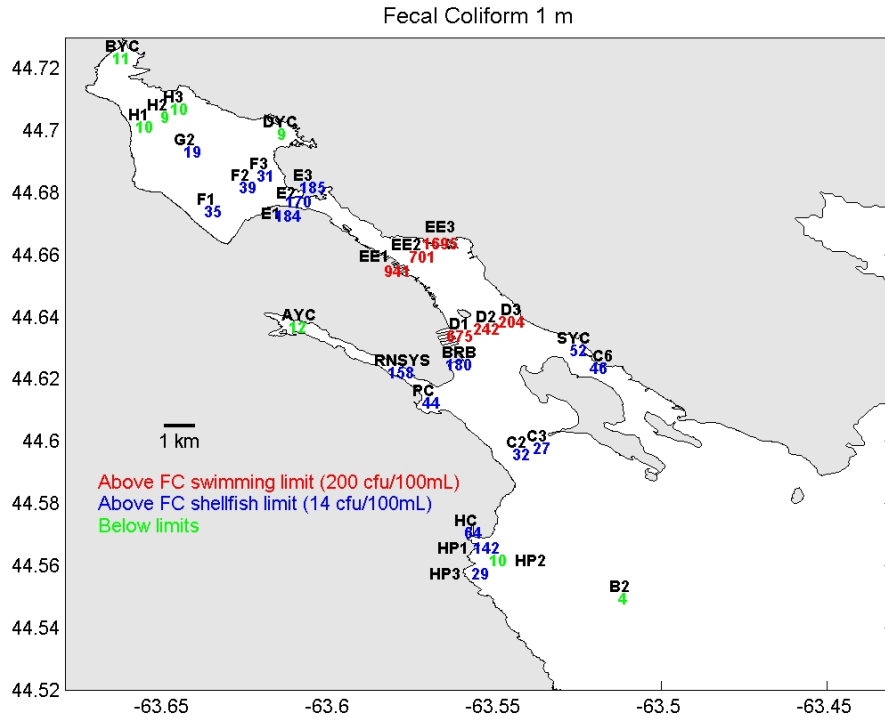 Fecal Coliform 1 m
44.72
44.7
44.68
44.66
44.64
44.62
44.6
44.58
44.56
44.54
44.52
BYC
11
H3
H2
10
H1
9
10
DYC
9
G2
19
F3
F2
31
39
E3
185
F1
35
E2
170
E1
184
EE3
EE2
1695
EE1
701
941
AYC
12
D3
D2
D1
204
242
675
SYC
52
BRB
180
C6
46
RNSYS
158
PC
44
C3
C2
27
32
1 km
Above FC swimming limit (200 cfu/100mL)
Above FC shellfish limit (14 cfu/100mL)
Below limits
HC
64
HP1 142
10 HP2
HP3 29
B2
4
-63.65
-63.6
-63.55
-63.5
-63.45